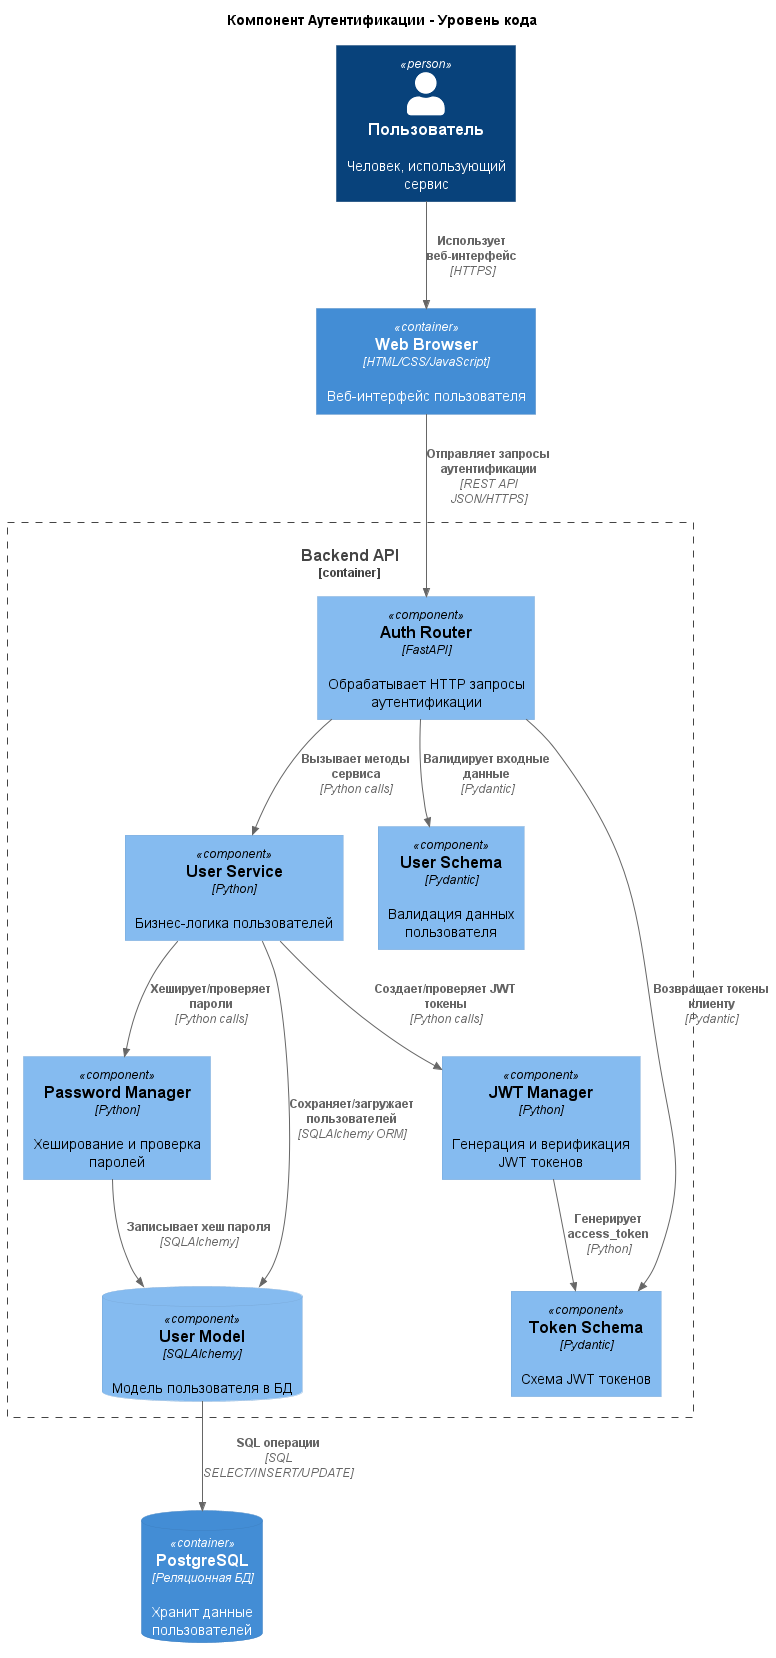 Компонент Аутентификации - Уровень кода
«person»
Пользователь
Человек, использующий
сервис
Использует
веб-интерфейс
[HTTPS]
«container»
Web Browser
[HTML/CSS/JavaScript]
Веб-интерфейс пользователя
Отправляет запросы
аутентификации
[REST API
JSON/HTTPS]
Backend API
[container]
«component»
Auth Router
[FastAPI]
Обрабатывает HTTP запросы
аутентификации
Вызывает методы
сервиса
[Python calls]
Валидирует входные
данные
[Pydantic]
«component»
User Service
[Python]
Бизнес-логика пользователей
«component»
User Schema
[Pydantic]
Валидация данных
пользователя
Хеширует/проверяет
пароли
[Python calls]
Создает/проверяет JWT
токены
[Python calls]
Возвращает токены
клиенту
[Pydantic]
«component»
Password Manager
[Python]
Хеширование и проверка
паролей
Сохраняет/загружает
пользователей
[SQLAlchemy ORM]
«component»
JWT Manager
[Python]
Генерация и верификация
JWT токенов
Записывает хеш пароля
[SQLAlchemy]
Генерирует
access_token
[Python]
«component»
User Model
[SQLAlchemy]
Модель пользователя в БД
«component»
Token Schema
[Pydantic]
Схема JWT токенов
SQL операции
[SQL
SELECT/INSERT/UPDATE]
«container»
PostgreSQL
[Реляционная БД]
Хранит данные
пользователей